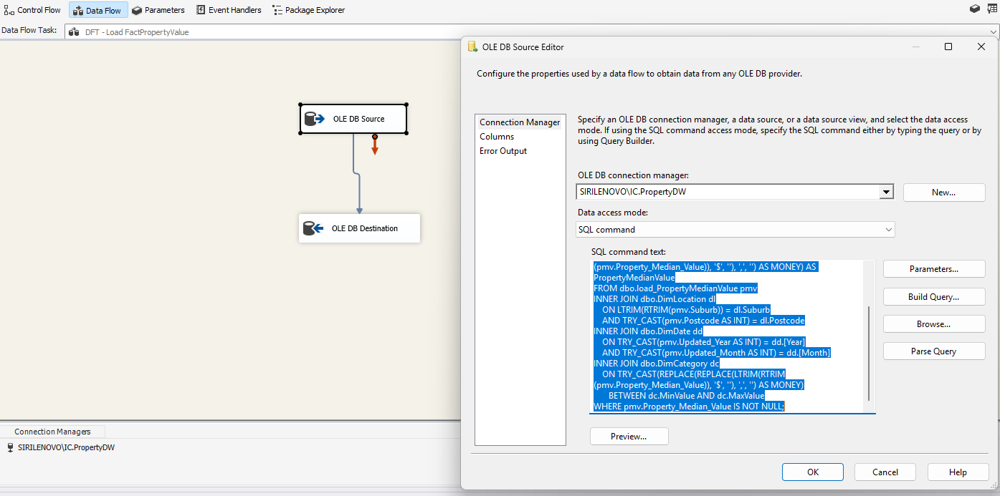 Control Flow
Data Flow
Parameters
Event Handlers
Package Explorer
Data Flow Task:
DFT - Load FactPropertyValue
OLE DB Source
OLE DB Destination
Connection Managers
SIRILENOVO\IC.PropertyDW
OLE DB Source Editor
Configure the properties used by a data flow to obtain data from any OLE DB provider.
Connection Manager
Columns
Error Output
Specify an OLE DB connection manager, a data source, or a data source view, and select the data access
mode. If using the SQL command access mode, specify the SQL command either by typing the query or by
using Query Builder.
OLE DB connection manager:
SIRILENOVO\IC.PropertyDW
New...
Data access mode:
SQL command
SQL command text:
(pmv.Property_Median_Value)), '$', ''), ',', '') AS MONEY) AS
PropertyMedianValue
FROM dbo.load_PropertyMedianValue pmv
INNER JOIN dbo.DimLocation dl
ON LTRIM(RTRIM(pmv.Suburb)) = dl.Suburb
AND TRY_CAST(pmv.Postcode AS INT) = dl.Postcode
INNER JOIN dbo.DimDate dd
ON TRY_CAST(pmv.Updated_Year AS INT) = dd.[Year]
AND TRY_CAST(pmv.Updated_Month AS INT) = dd.[Month]
INNER JOIN dbo.DimCategory dc
ON TRY_CAST(REPLACE(REPLACE(LTRIM(RTRIM
(pmv.Property_Median_Value)), '$', ''), ',', '') AS MONEY)
BETWEEN dc.MinValue AND dc.MaxValue
WHERE pmv.Property_Median_Value IS NOT NULL;
Parameters...
Build Query...
Browse...
Parse Query
Preview...
OK
Cancel
Help